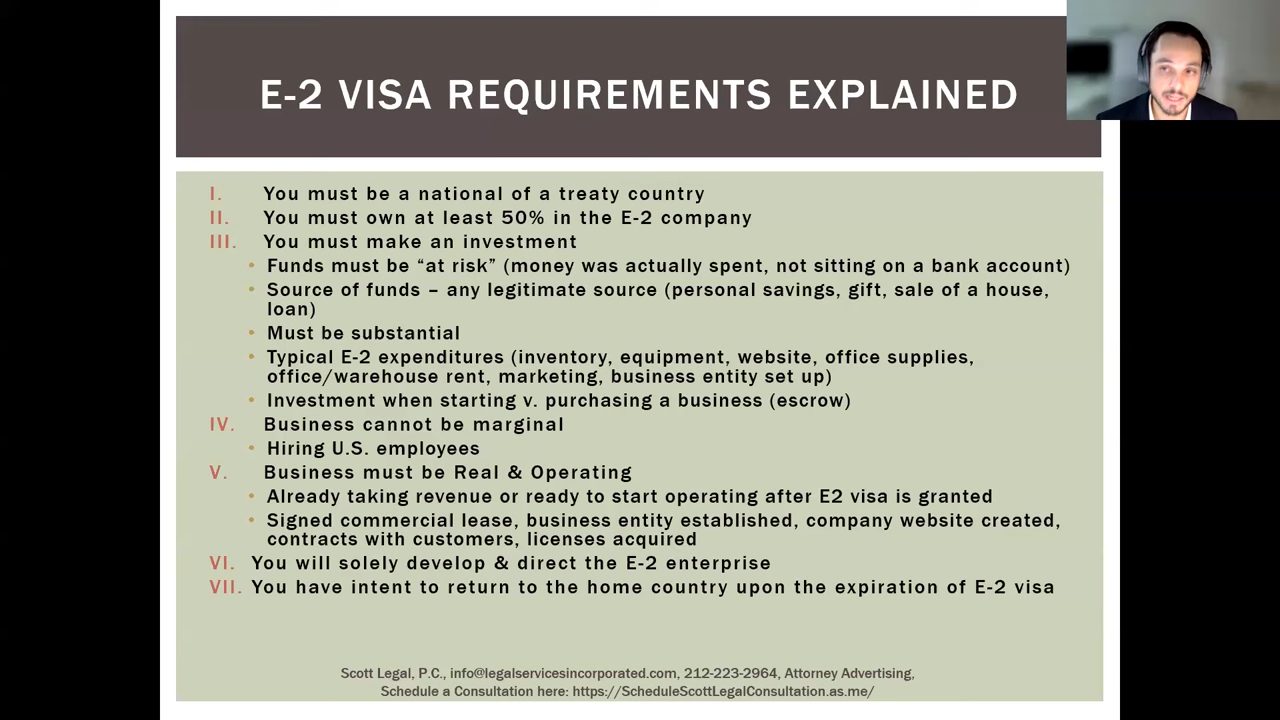 E-2 VISA REQUIREMENTS EXPLAINED
I. You must be a national of a treaty country
II. You must own at least 50% in the E-2 company
III. You must make an investment
• Funds must be “at risk” (money was actually spent, not sitting on a bank account)
• Source of funds – any legitimate source (personal savings, gift, sale of a house,
loan)
• Must be substantial
• Typical E-2 expenditures (inventory, equipment, website, office supplies,
office/warehouse rent, marketing, business entity set up)
• Investment when starting v. purchasing a business (escrow)
IV. Business cannot be marginal
• Hiring U.S. employees
V. Business must be Real & Operating
• Already taking revenue or ready to start operating after E2 visa is granted
• Signed commercial lease, business entity established, company website created,
contracts with customers, licenses acquired
VI. You will solely develop & direct the E-2 enterprise
VII. You have intent to return to the home country upon the expiration of E-2 visa
Scott Legal, P.C., info@legalservicesincorporated.com, 212-223-2964, Attorney Advertising,
Schedule a Consultation here: https://ScheduleScottLegalConsultation.as.me/